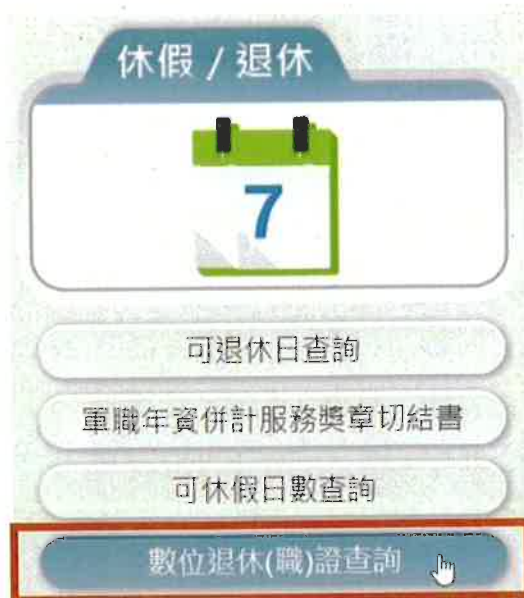 休假 / 退休
7
可退休日查詢
軍職年資併計服務獎章切結書
可休假日數查詢
數位退休(職)證查詢